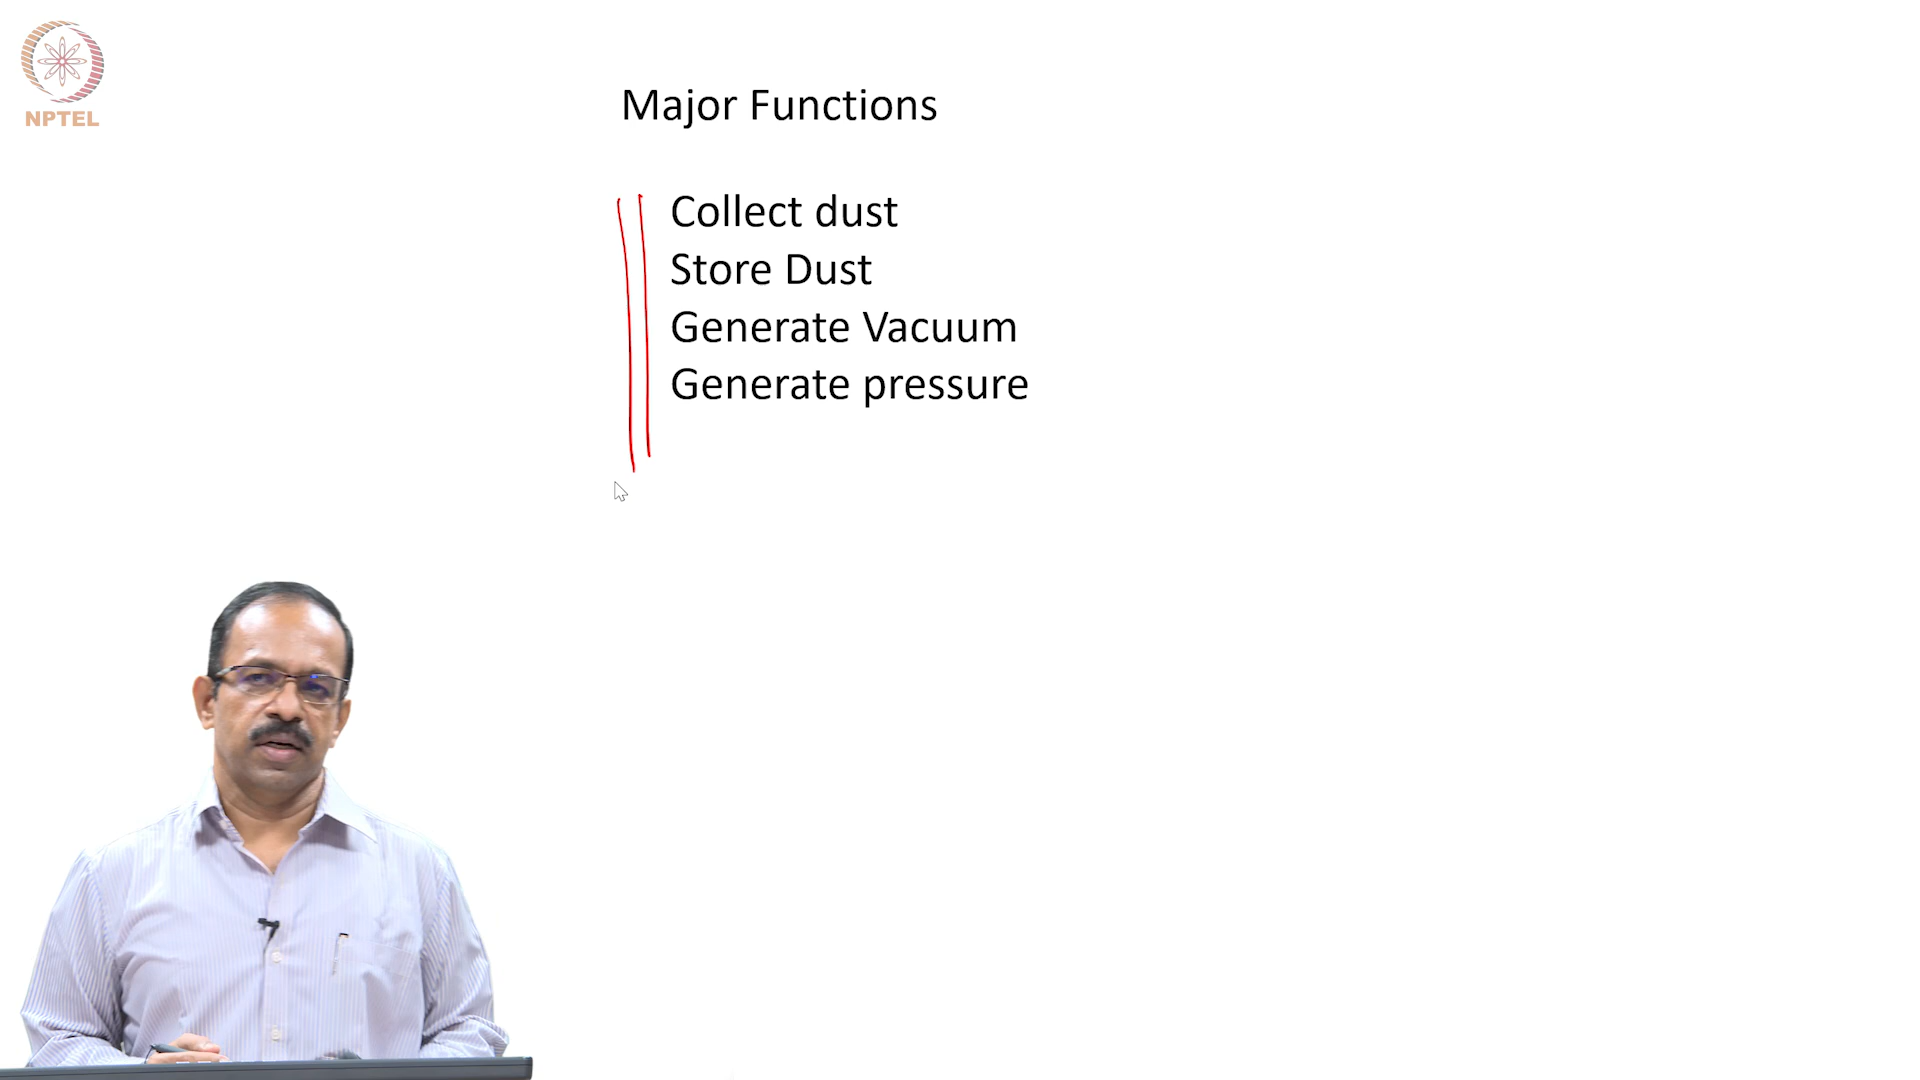 NPTEL
Major Functions
Collect dust
Store Dust
Generate Vacuum
Generate pressure